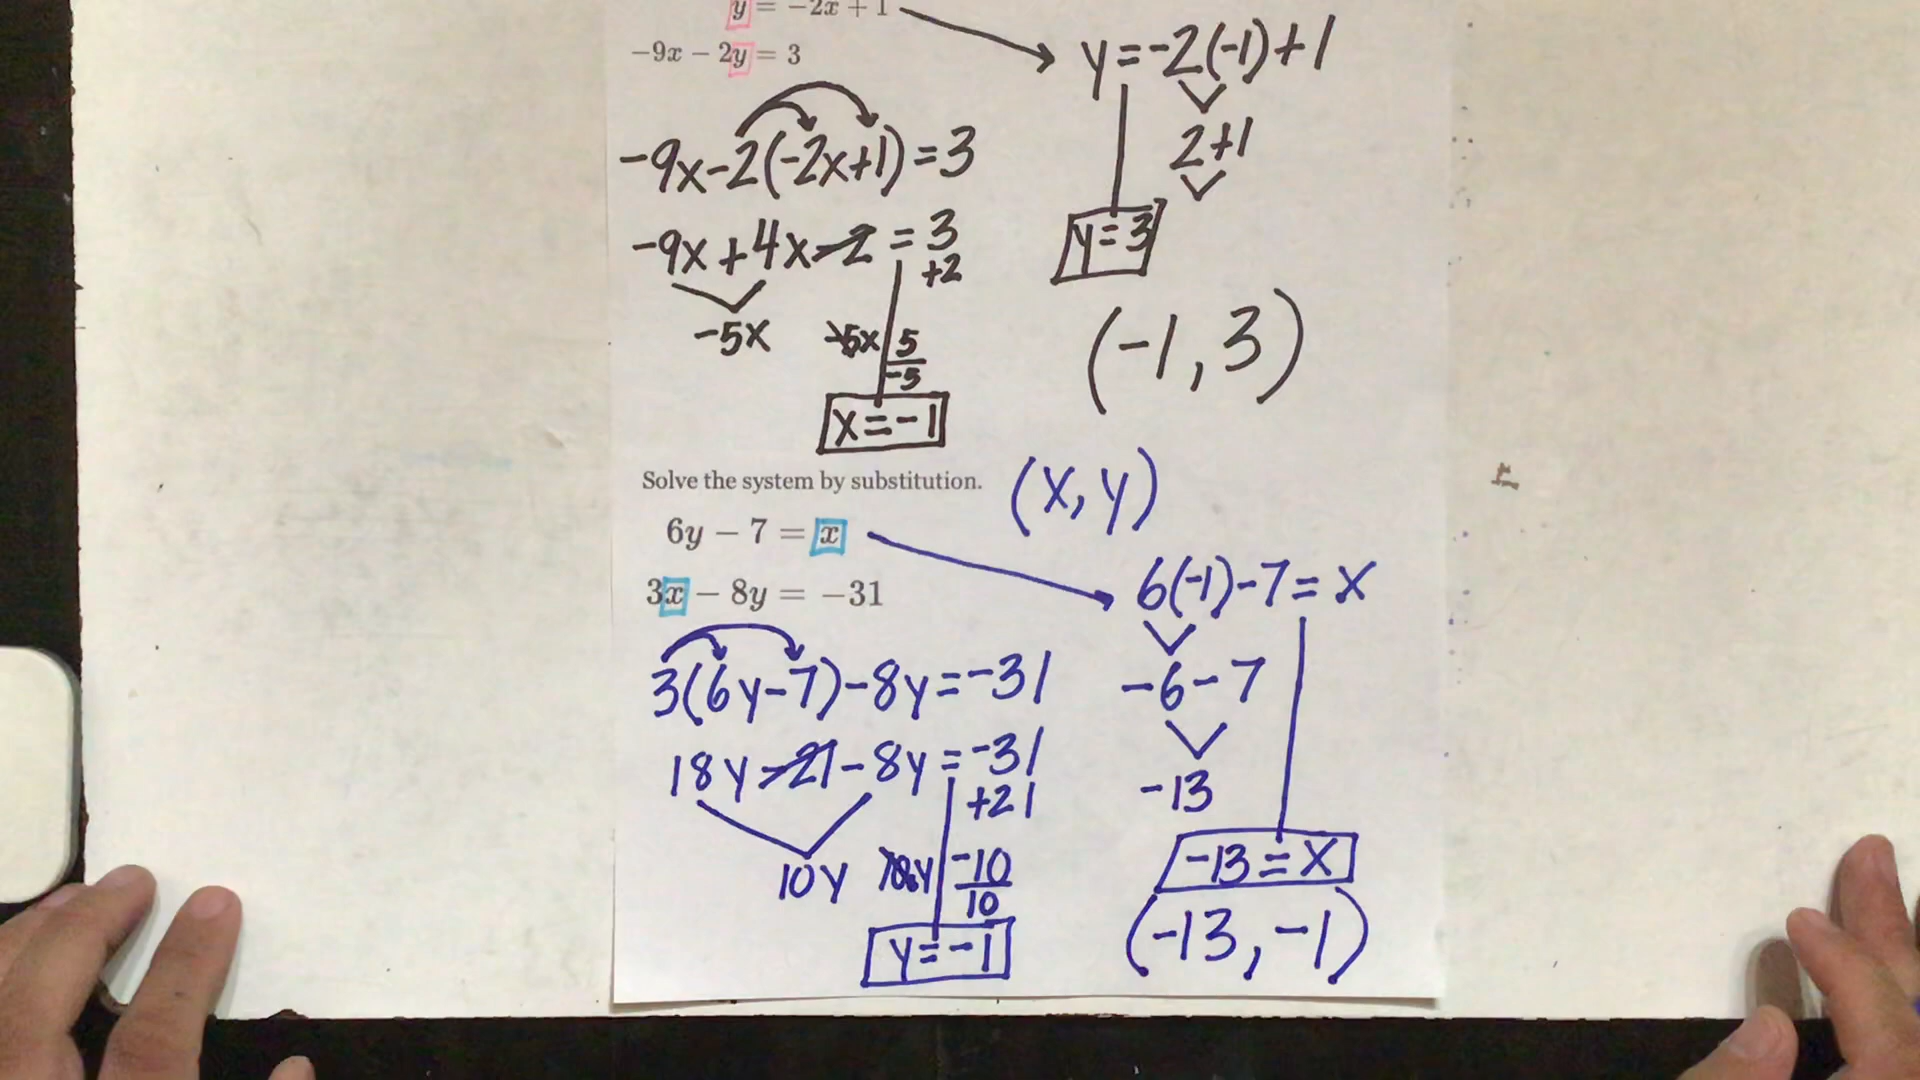 y = −2x + 1
−9x − 2y = 3
-9x-2(-2x+1)=3
-9x+4x-2=3
+2
-5x
-5x 5
-5
x=-1
y=-2(-1)+1
2+1
y=3
(-1,3)
Solve the system by substitution.
(x,y)
6y − 7 = x
3x − 8y = −31
3(6y-7)-8y=-31
18y-21-8y=-31
+21
10y
10y -10
10
y=-1
6(-1)-7=x
-6-7
-13
-13=x
(-13,-1)